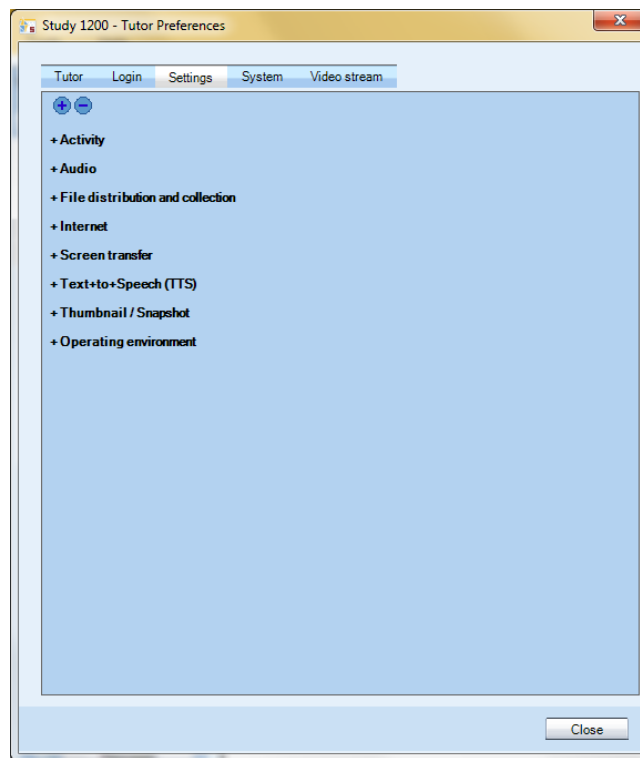 Study 1200 - Tutor Preferences
Tutor Login Settings System Video stream
+ Activity
+ Audio
+ File distribution and collection
+ Internet
+ Screen transfer
+ Text+to+Speech (TTS)
+ Thumbnail / Snapshot
+ Operating environment
Close